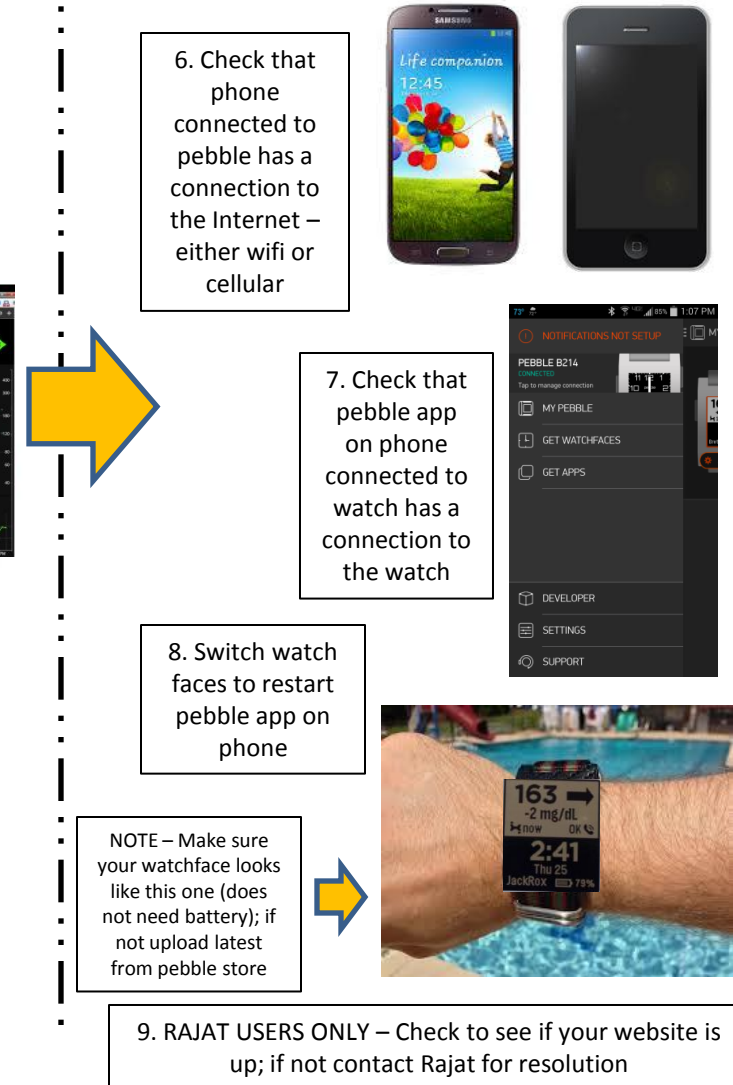 6. Check that
phone
connected to
pebble has a
connection to
the Internet –
either wifi or
cellular
SAMSUNG
Life companion
12:45
73°
85%
1:07 PM
NOTIFICATIONS NOT SETUP
PEBBLE B214
CONNECTED
Tap to manage connection
MY PEBBLE
GET WATCHFACES
GET APPS
DEVELOPER
SETTINGS
SUPPORT
7. Check that
pebble app
on phone
connected to
watch has a
connection to
the watch
8. Switch watch
faces to restart
pebble app on
phone
163
-2 mg/dL
now OK
2:41
Thu 25
JackRox 79%
NOTE – Make sure
your watchface looks
like this one (does
not need battery); if
not upload latest
from pebble store
9. RAJAT USERS ONLY – Check to see if your website is
up; if not contact Rajat for resolution